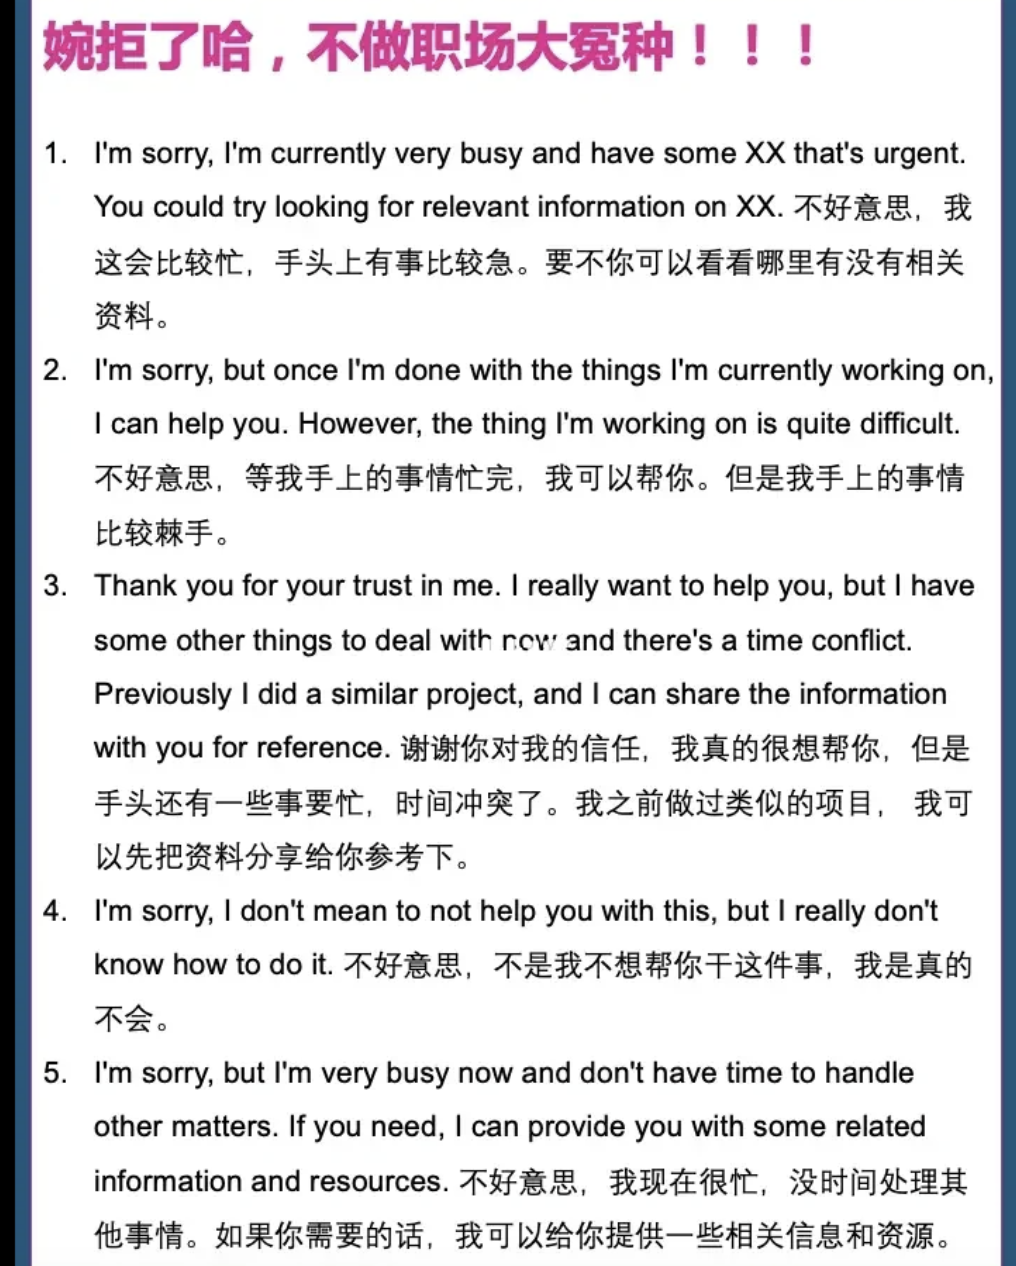 婉拒了哈，不做职场大冤种！！！
1. I'm sorry, I'm currently very busy and have some XX that's urgent.
You could try looking for relevant information on XX. 不好意思，我
这会比较忙，手头上有事比较急。要不你可以看看哪里有没有相关
资料。
2. I'm sorry, but once I'm done with the things I'm currently working on,
I can help you. However, the thing I'm working on is quite difficult.
不好意思，等我手上的事情忙完，我可以帮你。但是我手上的事情
比较棘手。
3. Thank you for your trust in me. I really want to help you, but I have
some other things to deal with now and there's a time conflict.
Previously I did a similar project, and I can share the information
with you for reference. 谢谢你对我的信任，我真的很想帮你，但是
手头还有一些事要忙，时间冲突了。我之前做过类似的项目， 我可
以先把资料分享给你参考下。
4. I'm sorry, I don't mean to not help you with this, but I really don't
know how to do it. 不好意思，不是我不想帮你干这件事，我是真的
不会。
5. I'm sorry, but I'm very busy now and don't have time to handle
other matters. If you need, I can provide you with some related
information and resources. 不好意思，我现在很忙，没时间处理其
他事情。如果你需要的话，我可以给你提供一些相关信息和资源。